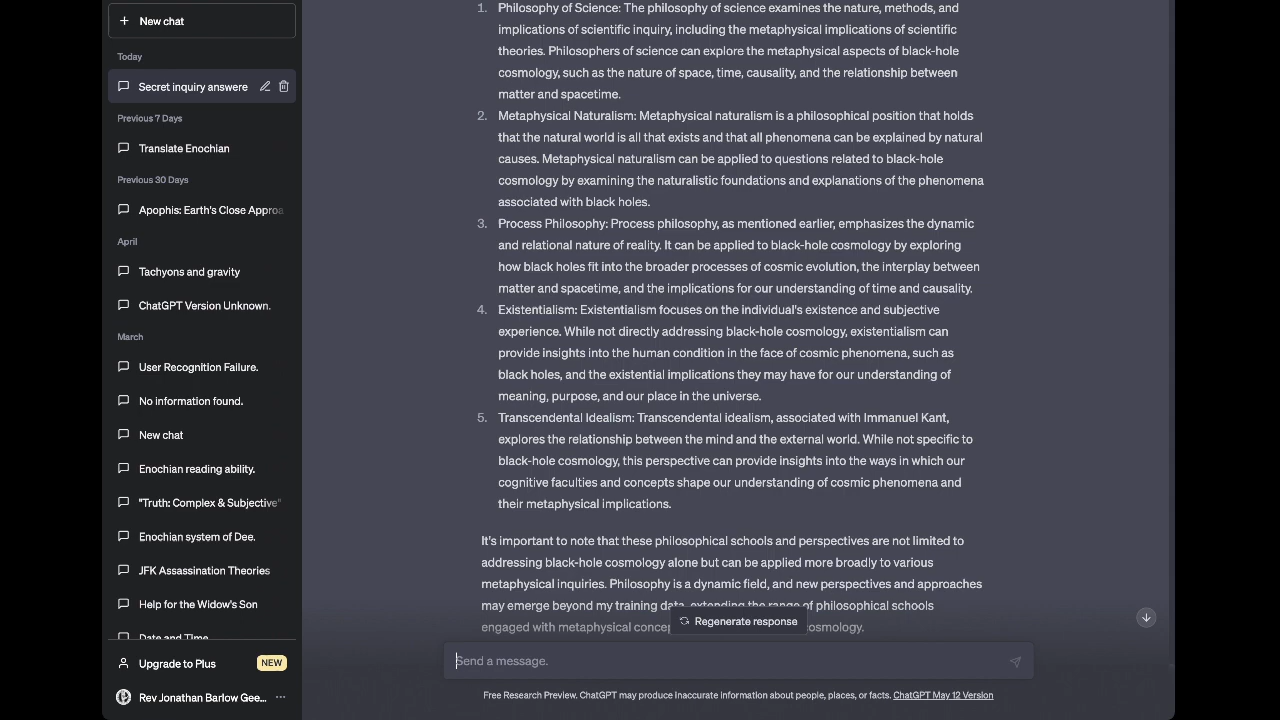 New chat
Today
Secret inquiry answere
Previous 7 Days
Translate Enochian
Previous 30 Days
Apophis: Earth's Close Approa
April
Tachyons and gravity
ChatGPT Version Unknown.
March
User Recognition Failure.
No information found.
New chat
Enochian reading ability.
"Truth: Complex & Subjective"
Enochian system of Dee.
JFK Assassination Theories
Help for the Widow's Son
Date and Time
Upgrade to Plus
NEW
Rev Jonathan Barlow Gee...
1. Philosophy of Science: The philosophy of science examines the nature, methods, and
implications of scientific inquiry, including the metaphysical implications of scientific
theories. Philosophers of science can explore the metaphysical aspects of black-hole
cosmology, such as the nature of space, time, causality, and the relationship between
matter and spacetime.
2. Metaphysical Naturalism: Metaphysical naturalism is a philosophical position that holds
that the natural world is all that exists and that all phenomena can be explained by natural
causes. Metaphysical naturalism can be applied to questions related to black-hole
cosmology by examining the naturalistic foundations and explanations of the phenomena
associated with black holes.
3. Process Philosophy: Process philosophy, as mentioned earlier, emphasizes the dynamic
and relational nature of reality. It can be applied to black-hole cosmology by exploring
how black holes fit into the broader processes of cosmic evolution, the interplay between
matter and spacetime, and the implications for our understanding of time and causality.
4. Existentialism: Existentialism focuses on the individual's existence and subjective
experience. While not directly addressing black-hole cosmology, existentialism can
provide insights into the human condition in the face of cosmic phenomena, such as
black holes, and the existential implications they may have for our understanding of
meaning, purpose, and our place in the universe.
5. Transcendental Idealism: Transcendental idealism, associated with Immanuel Kant,
explores the relationship between the mind and the external world. While not specific to
black-hole cosmology, this perspective can provide insights into the ways in which our
cognitive faculties and concepts shape our understanding of cosmic phenomena and
their metaphysical implications.
It's important to note that these philosophical schools and perspectives are not limited to
addressing black-hole cosmology alone but can be applied more broadly to various
metaphysical inquiries. Philosophy is a dynamic field, and new perspectives and approaches
may emerge beyond my training data, extending the range of philosophical schools
engaged with metaphysical concep cosmology.
Regenerate response
Send a message.
Free Research Preview. ChatGPT may produce inaccurate information about people, places, or facts. ChatGPT May 12 Version